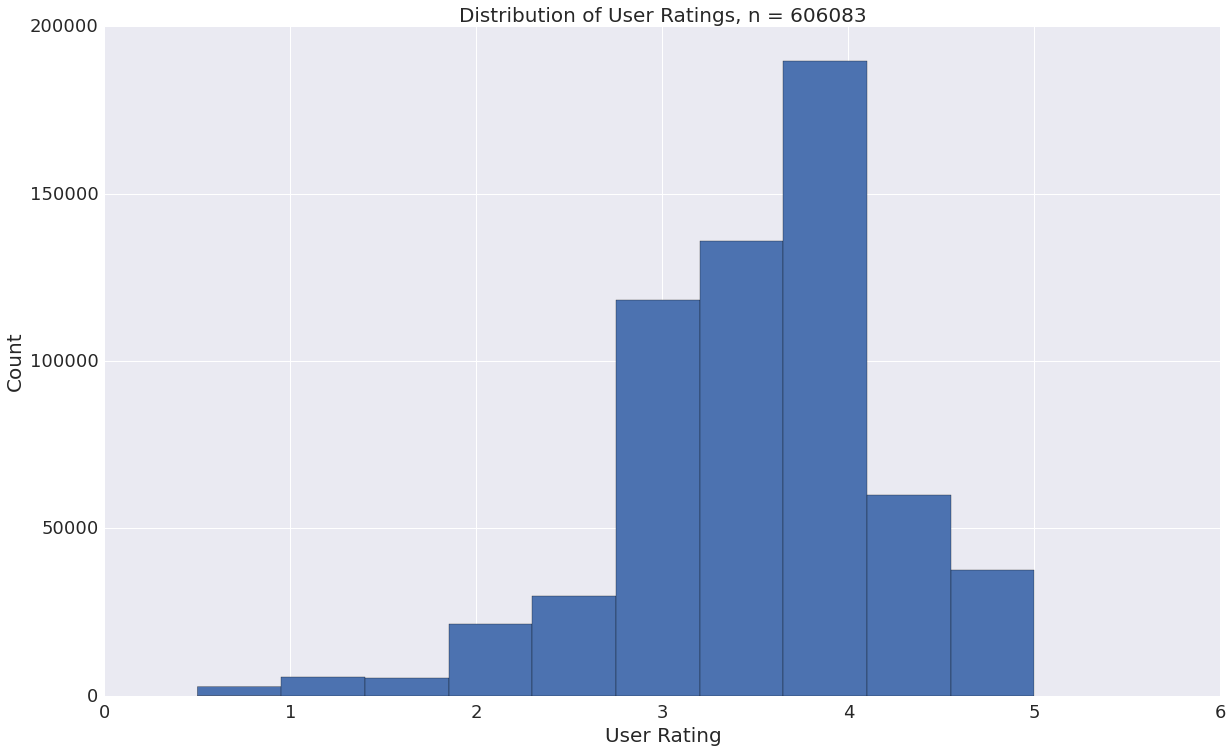 Distribution of User Ratings, n = 606083
200000
150000
100000
50000
0
Count
0 1 2 3 4 5 6
User Rating